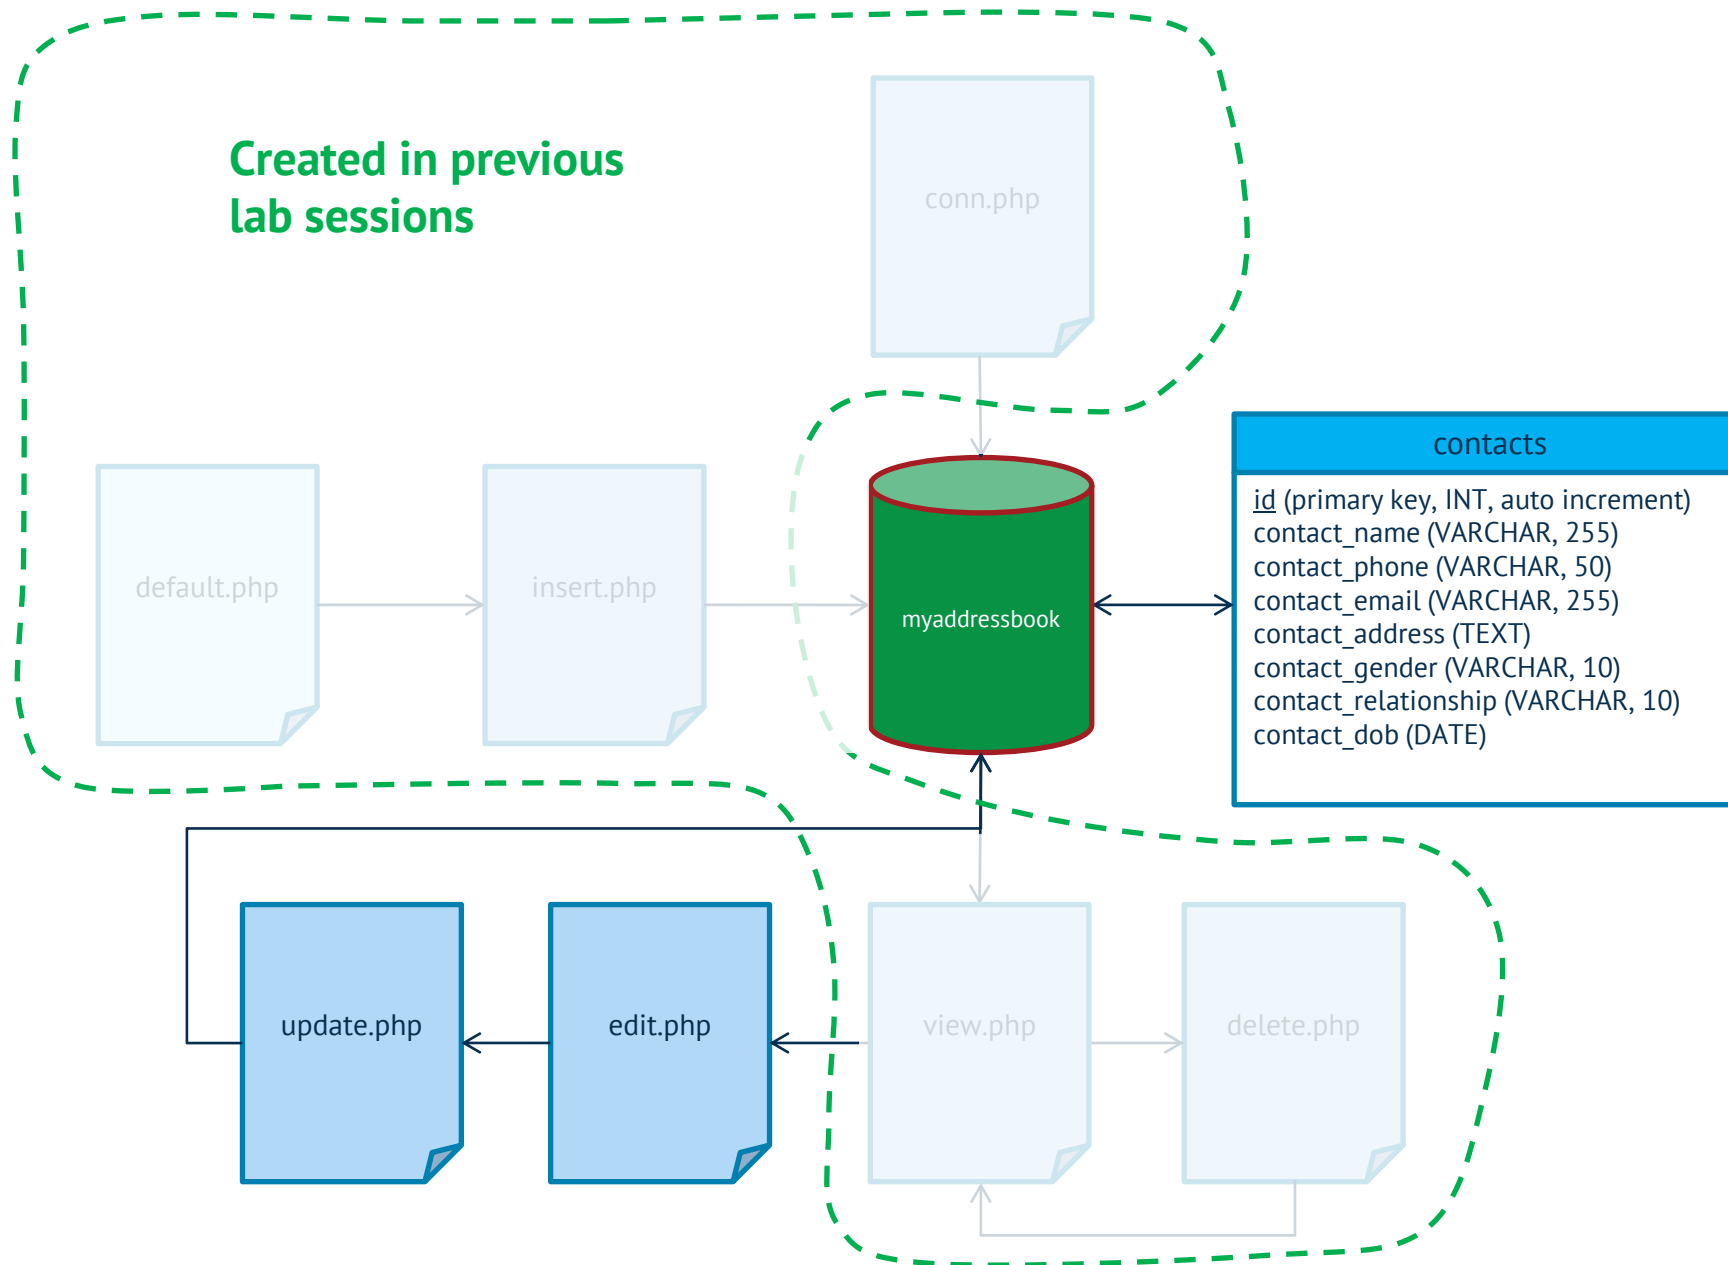 Created in previous
lab sessions
conn.php
contacts
id (primary key, INT, auto increment)
contact_name (VARCHAR, 255)
contact_phone (VARCHAR, 50)
contact_email (VARCHAR, 255)
contact_address (TEXT)
contact_gender (VARCHAR, 10)
contact_relationship (VARCHAR, 10)
contact_dob (DATE)
default.php
insert.php
myaddressbook
update.php
edit.php
view.php
delete.php